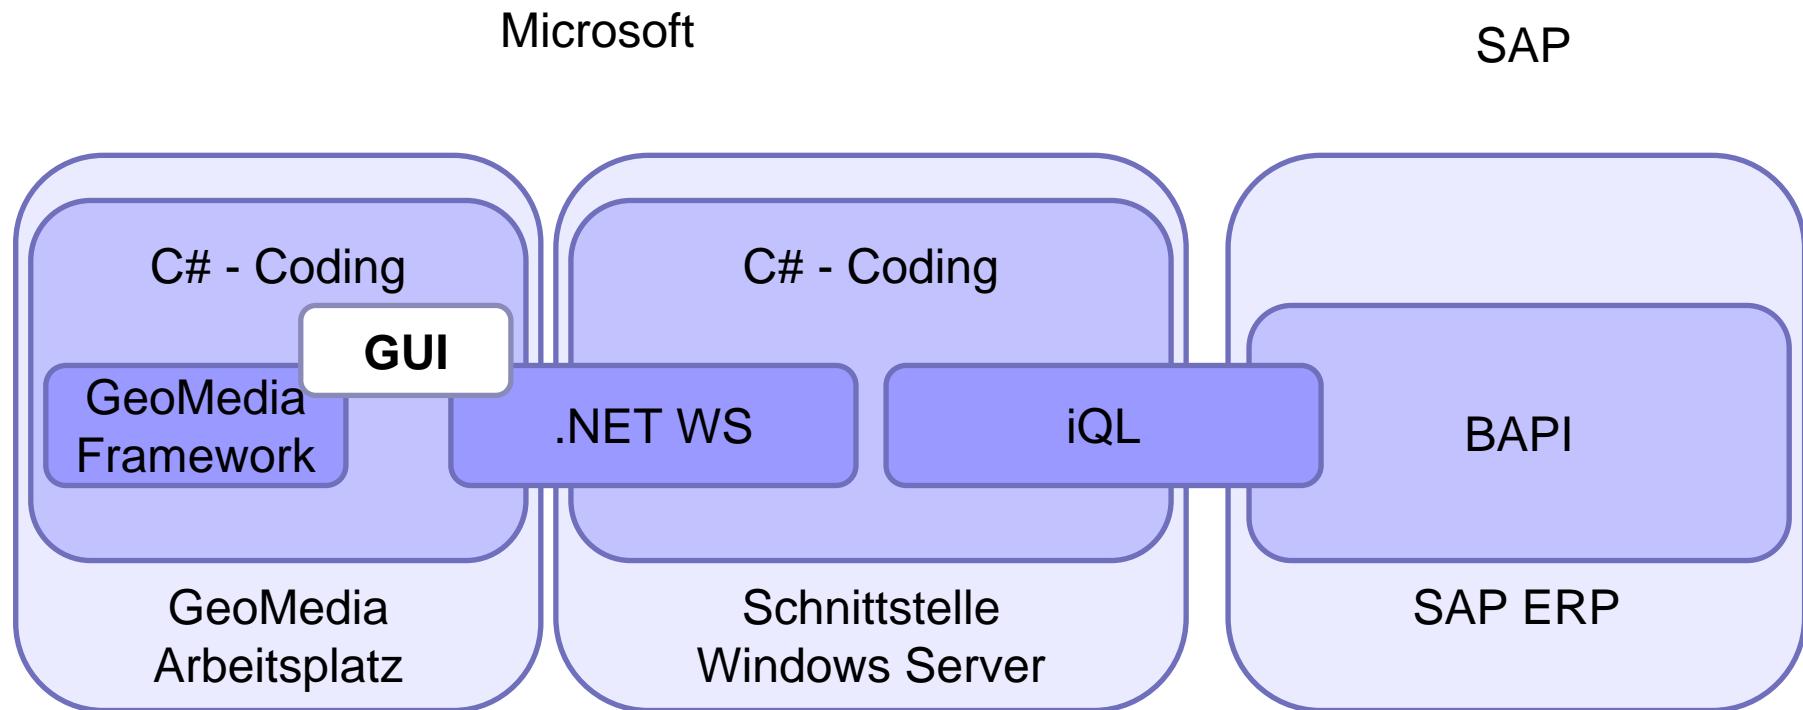 Microsoft
SAP
C# - Coding
GUI
GeoMedia
Framework
.NET WS
GeoMedia
Arbeitsplatz
C# - Coding
iQL
Schnittstelle
Windows Server
BAPI
SAP ERP